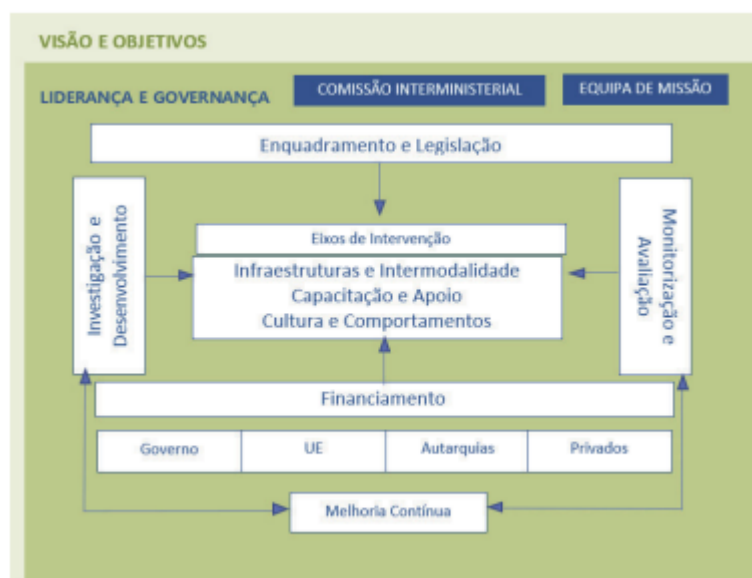 VISÃO E OBJETIVOS
LIDERANÇA E GOVERNANÇA
COMISSÃO INTERMINISTERIAL
EQUIPA DE MISSÃO
Enquadramento e Legislação
Investigação e
Desenvolvimento
Eixos de Intervenção
Infraestruturas e Intermodalidade
Capacitação e Apoio
Cultura e Comportamentos
Monitorização e
Avaliação
Financiamento
Governo
UE
Autarquias
Privados
Melhoria Contínua